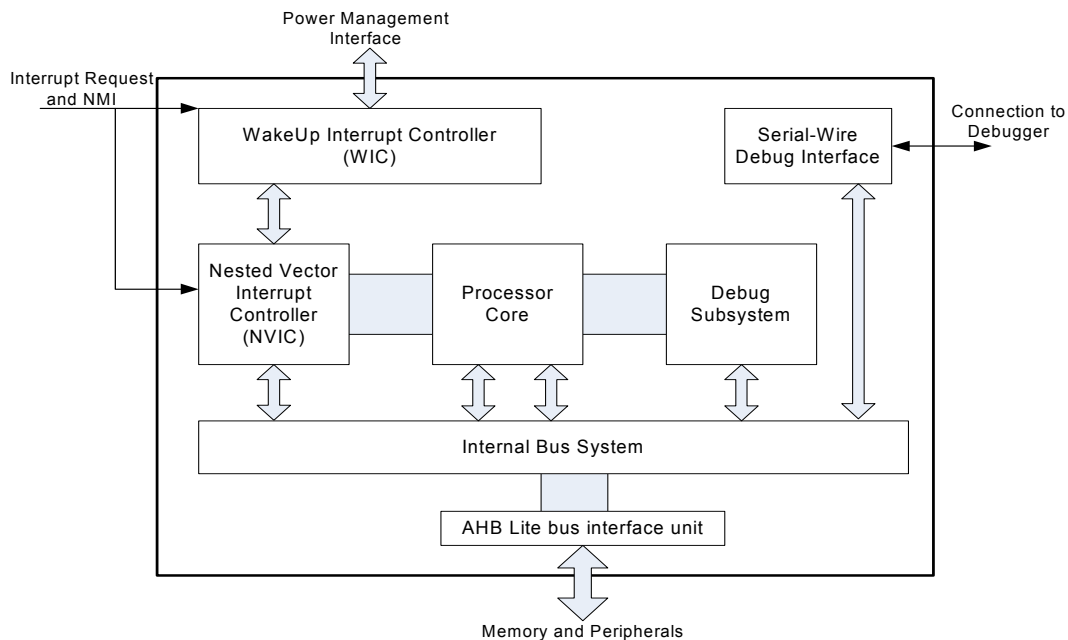 Power Management
Interface
Interrupt Request
and NMI
WakeUp Interrupt Controller
(WIC)
Serial-Wire
Debug Interface
Connection to
Debugger
Nested Vector
Interrupt
Controller
(NVIC)
Processor
Core
Debug
Subsystem
Internal Bus System
AHB Lite bus interface unit
Memory and Peripherals